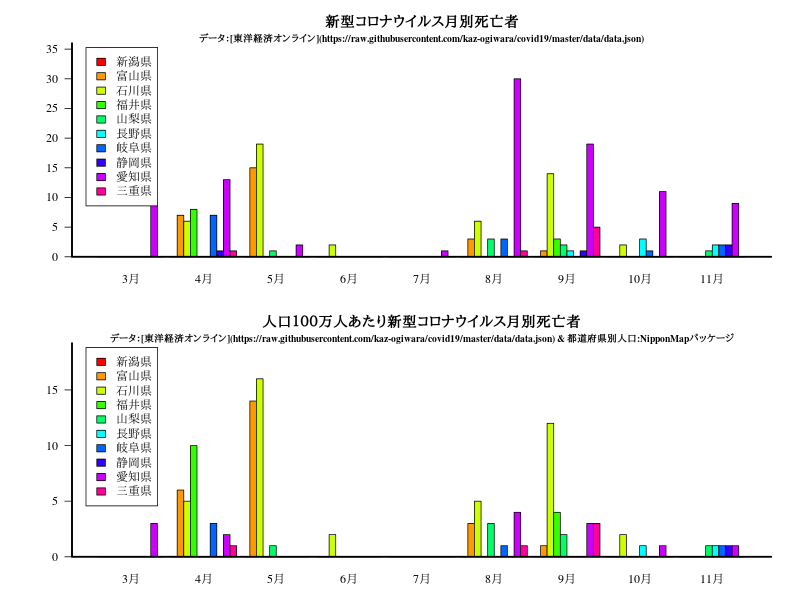 新型コロナウイルス月別死亡者
データ:[東洋経済オンライン](https://raw.githubusercontent.com/kaz-ogiwara/covid19/master/data/data.json)
35
30
25
20
15
10
5
0
新潟県
富山県
石川県
福井県
山梨県
長野県
岐阜県
静岡県
愛知県
三重県
3月 4月 5月 6月 7月 8月 9月 10月 11月
人口100万人あたり新型コロナウイルス月別死亡者
データ:[東洋経済オンライン](https://raw.githubusercontent.com/kaz-ogiwara/covid19/master/data/data.json) & 都道府県別人口:NipponMapパッケージ
15
10
5
0
新潟県
富山県
石川県
福井県
山梨県
長野県
岐阜県
静岡県
愛知県
三重県
3月 4月 5月 6月 7月 8月 9月 10月 11月